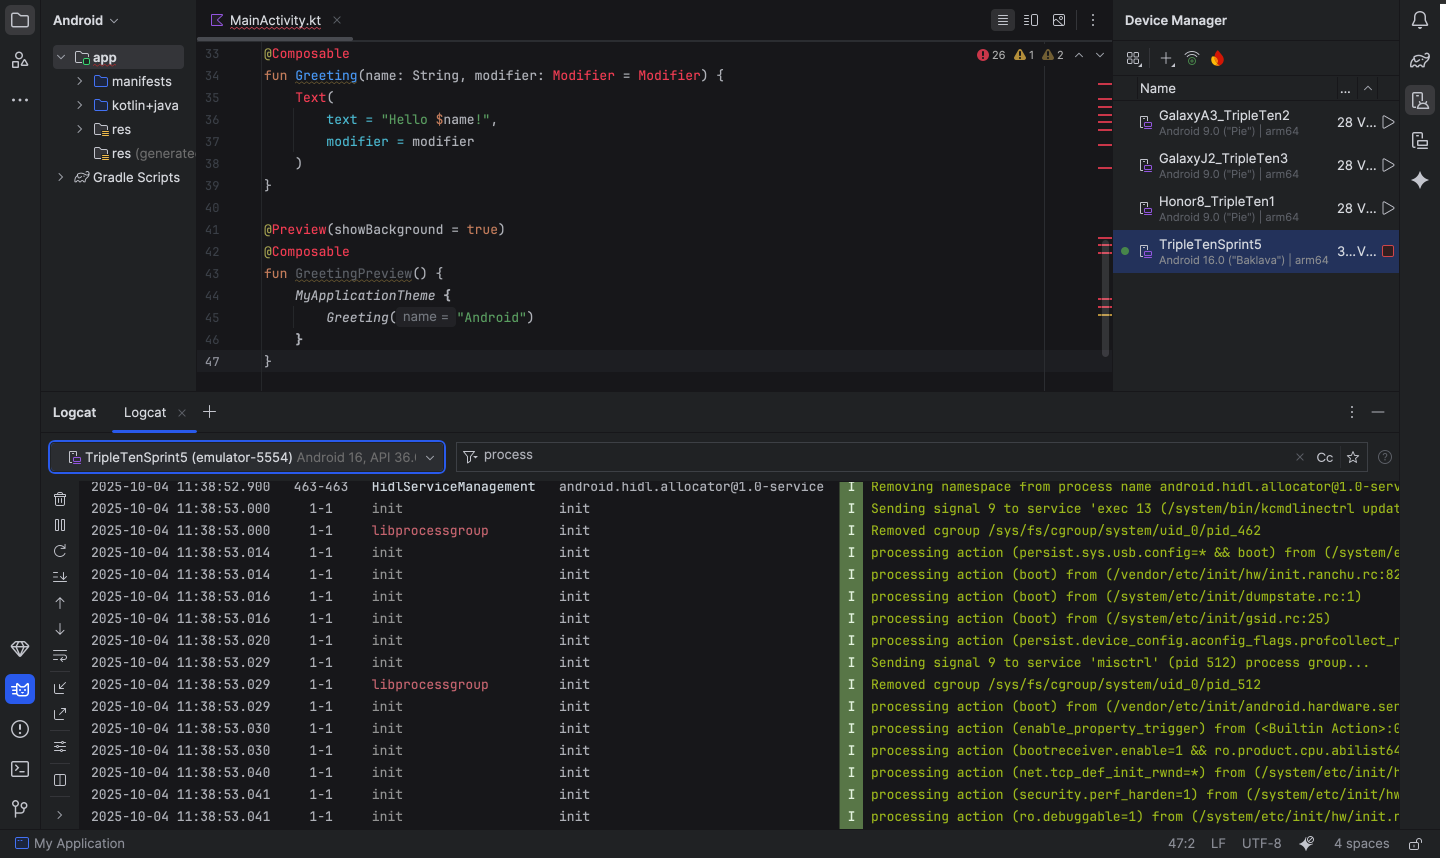 Android
MainActivity.kt
Device Manager
app
manifests
kotlin+java
res
res (generate
Gradle Scripts
26 1 2
33 @Composable
34 fun Greeting(name: String, modifier: Modifier = Modifier) {
35 Text(
36 text = "Hello $name!",
37 modifier = modifier
38 )
39 }
40
41 @Preview(showBackground = true)
42 @Composable
43 fun GreetingPreview() {
44 MyApplicationTheme {
45 Greeting( name = "Android")
46 }
47 }
Name ...
GalaxyA3_TripleTen2
Android 9.0 ("Pie") | arm64
28 V...
GalaxyJ2_TripleTen3
Android 9.0 ("Pie") | arm64
28 V...
Honor8_TripleTen1
Android 9.0 ("Pie") | arm64
28 V...
TripleTenSprint5
Android 16.0 ("Baklava") | arm64
3...V...
Logcat Logcat
TripleTenSprint5 (emulator-5554) Android 16, API 36.
process
Cc
2025-10-04 11:38:52.900 463-463 HidlServiceManagement android.hidl.allocator@1.0-service I Removing namespace from process name android.hidl.allocator@1.0-serv
2025-10-04 11:38:53.000 1-1 init init I Sending signal 9 to service 'exec 13 (/system/bin/kcmdlinectrl updat
2025-10-04 11:38:53.000 1-1 libprocessgroup init I Removed cgroup /sys/fs/cgroup/system/uid_0/pid_462
2025-10-04 11:38:53.014 1-1 init init I processing action (persist.sys.usb.config=* && boot) from (/system/e
2025-10-04 11:38:53.014 1-1 init init I processing action (boot) from (/vendor/etc/init/hw/init.ranchu.rc:82
2025-10-04 11:38:53.016 1-1 init init I processing action (boot) from (/system/etc/init/dumpstate.rc:1)
2025-10-04 11:38:53.016 1-1 init init I processing action (boot) from (/system/etc/init/gsid.rc:25)
2025-10-04 11:38:53.020 1-1 init init I processing action (persist.device_config.aconfig_flags.profcollect_n
2025-10-04 11:38:53.029 1-1 init init I Sending signal 9 to service 'misctrl' (pid 512) process group...
2025-10-04 11:38:53.029 1-1 libprocessgroup init I Removed cgroup /sys/fs/cgroup/system/uid_0/pid_512
2025-10-04 11:38:53.029 1-1 init init I processing action (boot) from (/vendor/etc/init/android.hardware.sen
2025-10-04 11:38:53.030 1-1 init init I processing action (enable_property_trigger) from (<Builtin Action>:0
2025-10-04 11:38:53.030 1-1 init init I processing action (bootreceiver.enable=1 && ro.product.cpu.abilist64
2025-10-04 11:38:53.040 1-1 init init I processing action (net.tcp_def_init_rwnd=*) from (/system/etc/init/h
2025-10-04 11:38:53.041 1-1 init init I processing action (security.perf_harden=1) from (/system/etc/init/hw
2025-10-04 11:38:53.041 1-1 init init I processing action (ro.debuggable=1) from (/system/etc/init/hw/init.r
My Application
47:2 LF UTF-8 4 spaces